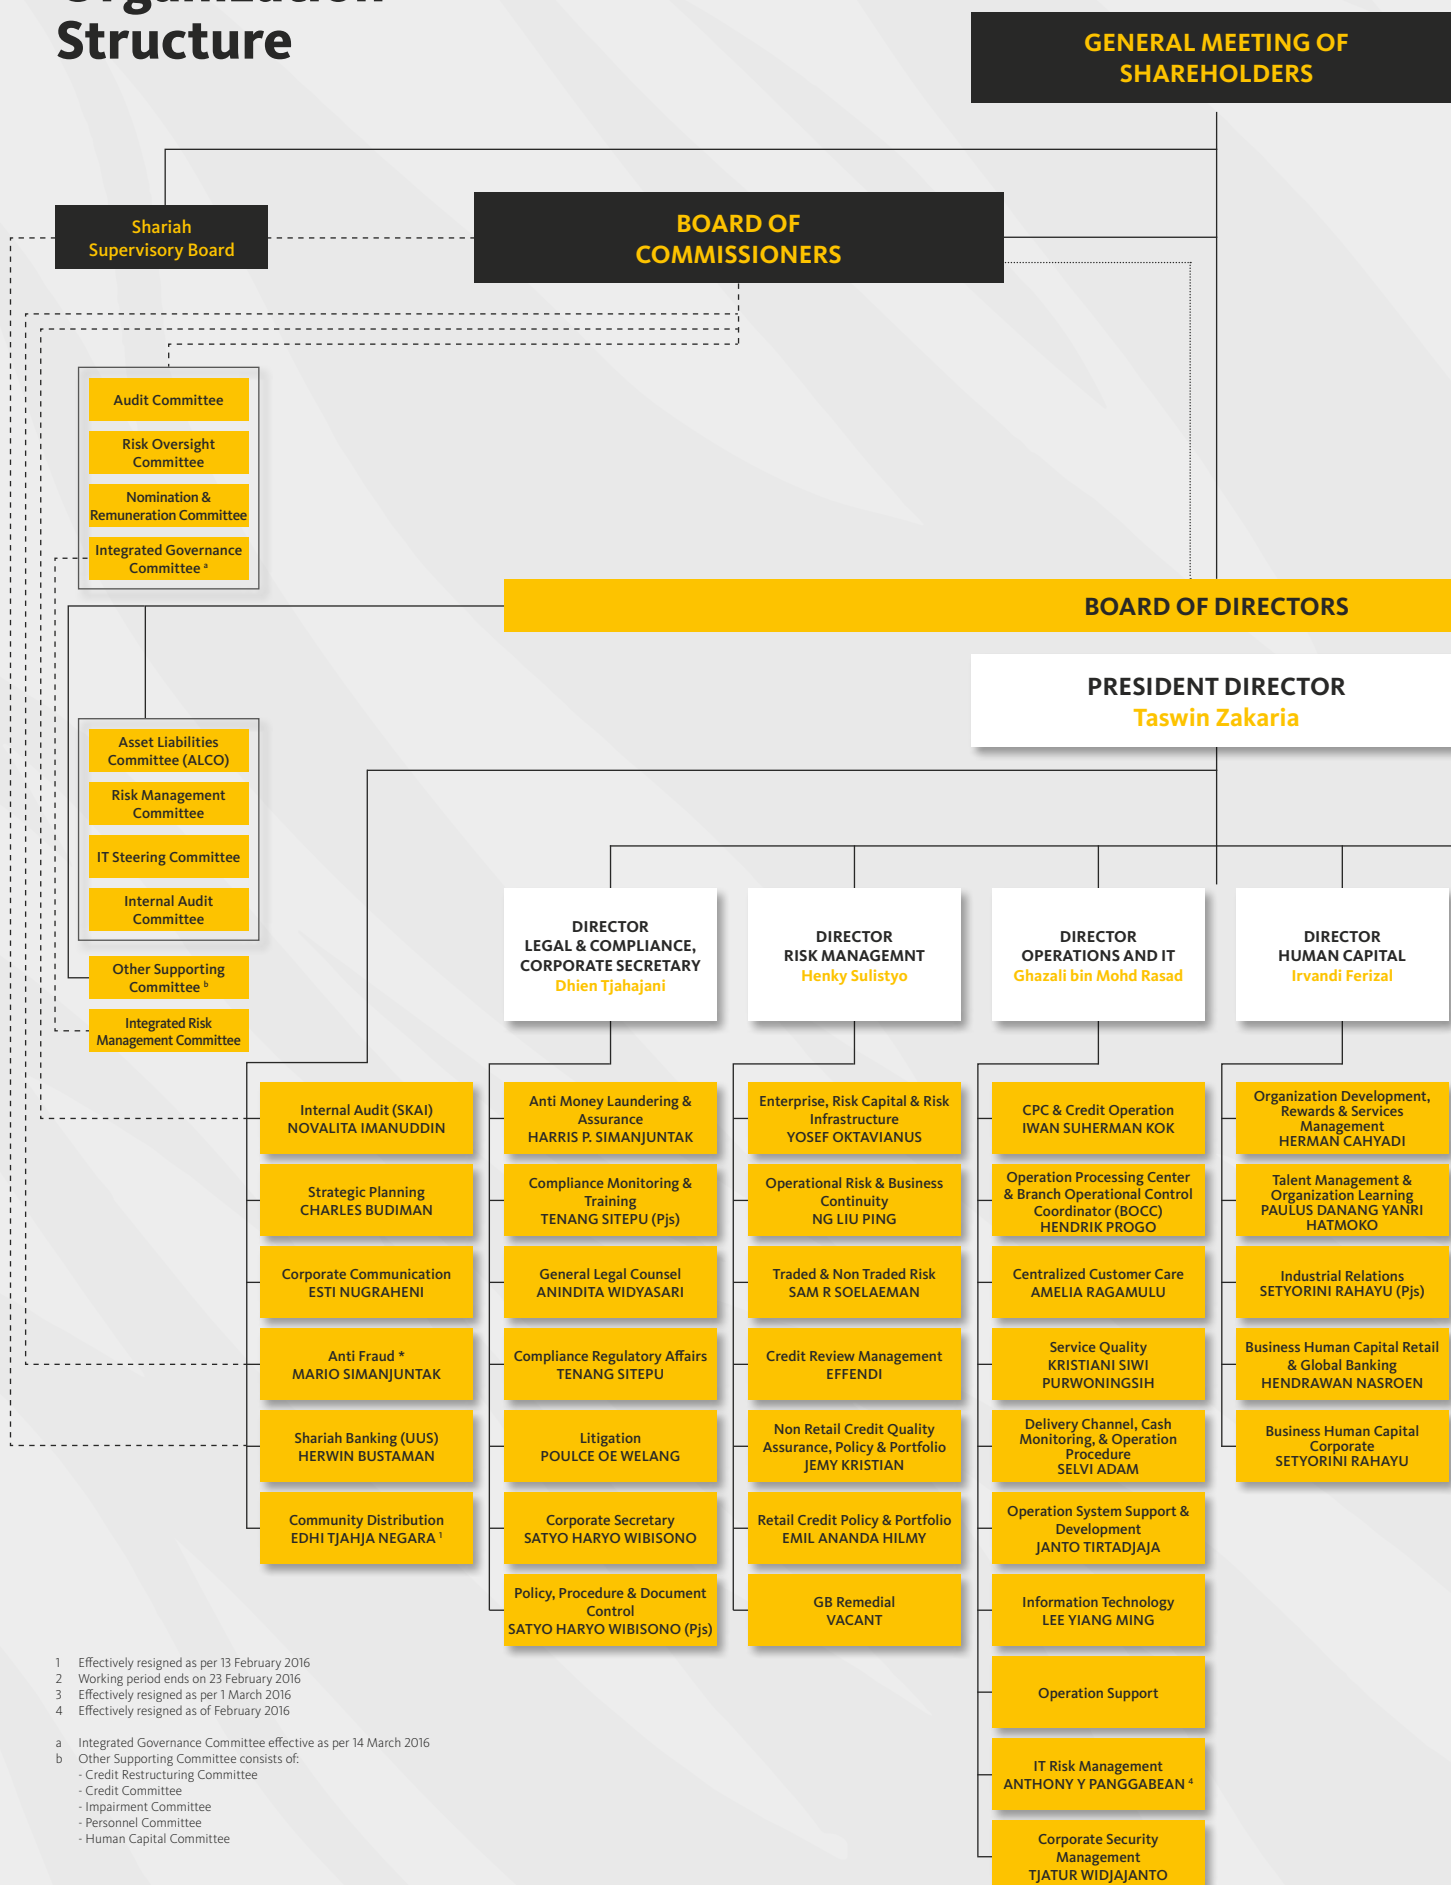 Organization
Structure
GENERAL MEETING OF
SHAREHOLDERS
Shariah
Supervisory Board
BOARD OF
COMMISSIONERS
Audit Committee
Risk Oversight
Committee
Nomination &
Remuneration Committee
Integrated Governance
Committee a
BOARD OF DIRECTORS
PRESIDENT DIRECTOR
Taswin Zakaria
Asset Liabilities
Committee (ALCO)
Risk Management
Committee
IT Steering Committee
Internal Audit
Committee
Other Supporting
Committee b
Integrated Risk
Management Committee
DIRECTOR
LEGAL & COMPLIANCE,
CORPORATE SECRETARY
Dhien Tjahajani
DIRECTOR
RISK MANAGEMNT
Henky Sulistyo
DIRECTOR
OPERATIONS AND IT
Ghazali bin Mohd Rasad
DIRECTOR
HUMAN CAPITAL
Irvandi Ferizal
Internal Audit (SKAI)
NOVALITA IMANUDDIN
Strategic Planning
CHARLES BUDIMAN
Corporate Communication
ESTI NUGRAHENI
Anti Fraud *
MARIO SIMANJUNTAK
Shariah Banking (UUS)
HERWIN BUSTAMAN
Community Distribution
EDHI TJAHJA NEGARA 1
Anti Money Laundering &
Assurance
HARRIS P. SIMANJUNTAK
Compliance Monitoring &
Training
TENANG SITEPU (Pjs)
General Legal Counsel
ANINDITA WIDYASARI
Compliance Regulatory Affairs
TENANG SITEPU
Litigation
POULCE OE WELANG
Corporate Secretary
SATYO HARYO WIBISONO
Policy, Procedure & Document
Control
SATYO HARYO WIBISONO (Pjs)
Enterprise, Risk Capital & Risk
Infrastructure
YOSEF OKTAVIANUS
Operational Risk & Business
Continuity
NG LIU PING
Traded & Non Traded Risk
SAM R SOELAEMAN
Credit Review Management
EFFENDI
Non Retail Credit Quality
Assurance, Policy & Portfolio
JEMY KRISTIAN
Retail Credit Policy & Portfolio
EMIL ANANDA HILMY
GB Remedial
VACANT
CPC & Credit Operation
IWAN SUHERMAN KOK
Operation Processing Center
& Branch Operational Control
Coordinator (BOCC)
HENDRIK PROGO
Centralized Customer Care
AMELIA RAGAMULU
Service Quality
KRISTIANI SIWI
PURWONINGSIH
Delivery Channel, Cash
Monitoring, & Operation
Procedure
SELVI ADAM
Operation System Support &
Development
JANTO TIRTADJAJA
Information Technology
LEE YIANG MING
Operation Support
IT Risk Management
ANTHONY Y PANGGABEAN 4
Corporate Security
Management
TJATUR WIDJAJANTO
Organization Development,
Rewards & Services
Management
HERMAN CAHYADI
Talent Management &
Organization Learning
PAULUS DANANG YANRI
HATMOKO
Industrial Relations
SETYORINI RAHAYU (Pjs)
Business Human Capital Retail
& Global Banking
HENDRAWAN NASROEN
Business Human Capital
Corporate
SETYORINI RAHAYU
1 Effectively resigned as per 13 February 2016
2 Working period ends on 23 February 2016
3 Effectively resigned as per 1 March 2016
4 Effectively resigned as of February 2016
a Integrated Governance Committee effective as per 14 March 2016
b Other Supporting Committee consists of:
- Credit Restructuring Committee
- Credit Committee
- Impairment Committee
- Personnel Committee
- Human Capital Committee